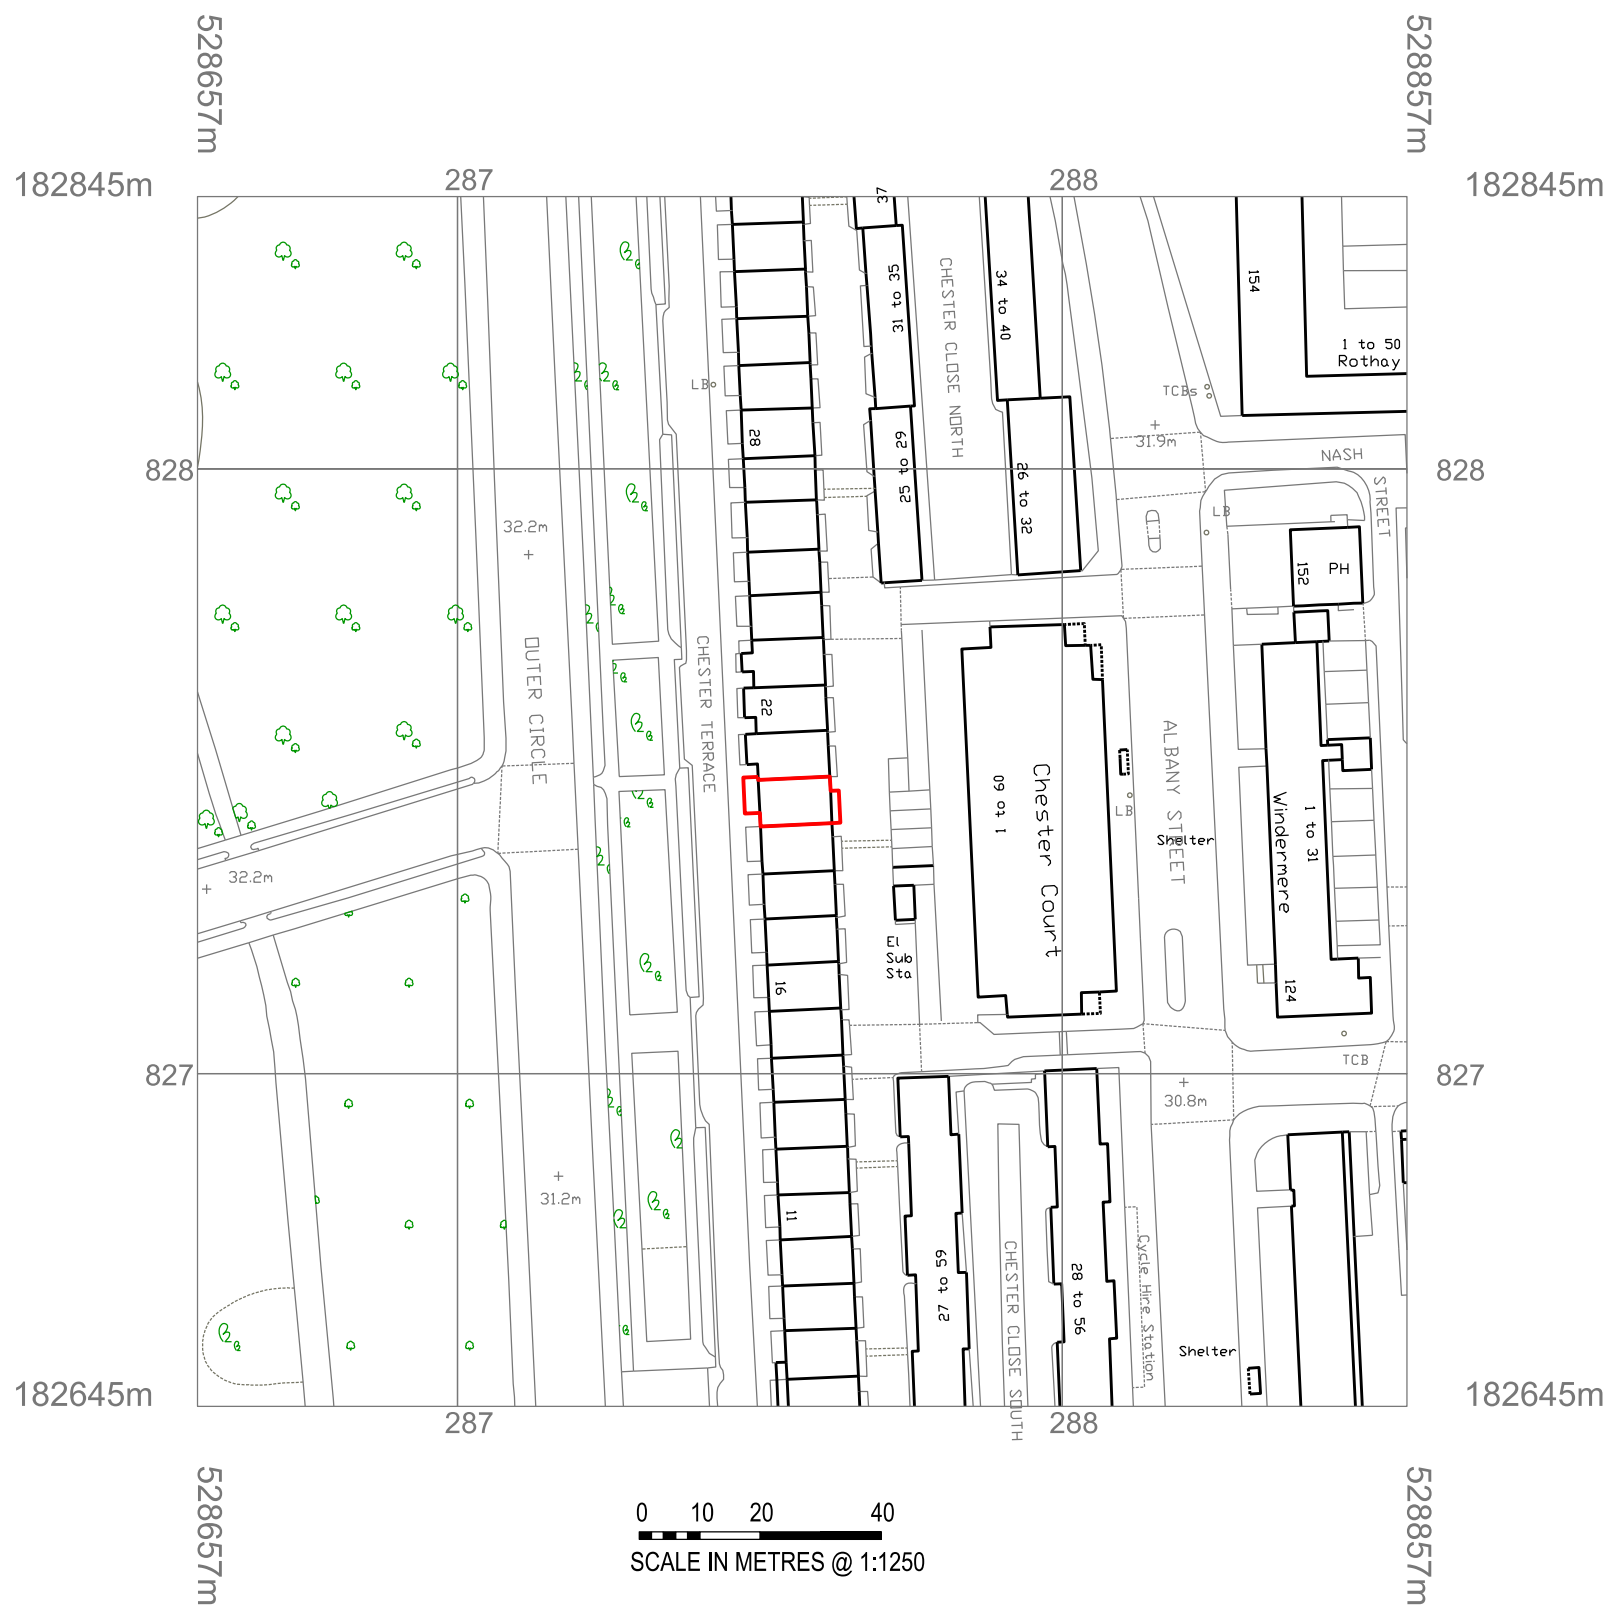 528657m
528857m
182845m
287
288
182845m
37
CHESTER CLOSE NORTH
35 to 31
34 to 40
154
1 to 50
Rothay
LB
TCBs
31.9m
28
29 to 25
26 to 32
NASH
STREET
828
828
LB
32.2m
152
PH
OUTER CIRCLE
CHESTER TERRACE
22
1 to 60
Chester Court
ALBANY STREET
LB
Shelter
Windermere
1 to 31
32.2m
El
Sub
Sta
16
124
TCB
827
827
30.8m
31.2m
11
59 to 72
CHESTER CLOSE SOUTH
28 to 56
Cycle Hire Station
Shelter
182645m
287
288
182645m
528657m
528857m
0 10 20 40
SCALE IN METRES @ 1:1250